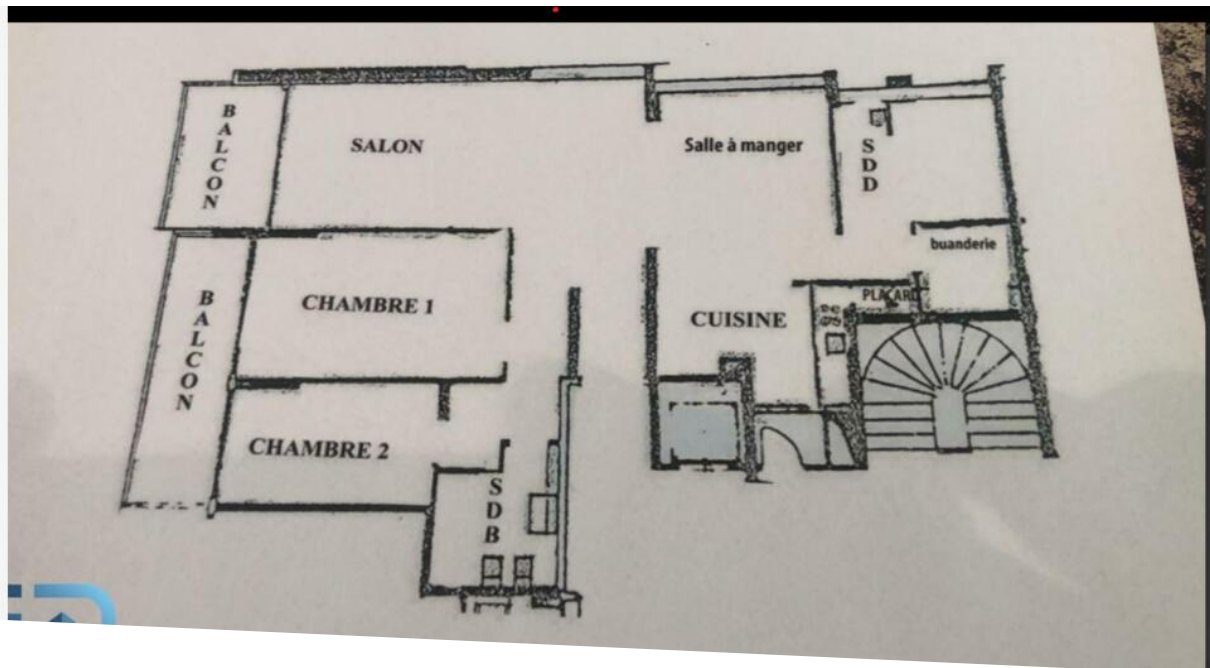 BALCON
SALON
Salle à manger
SDD
buanderie
BALCON
CHAMBRE 1
CUISINE
PLACARD
CHAMBRE 2
SDB